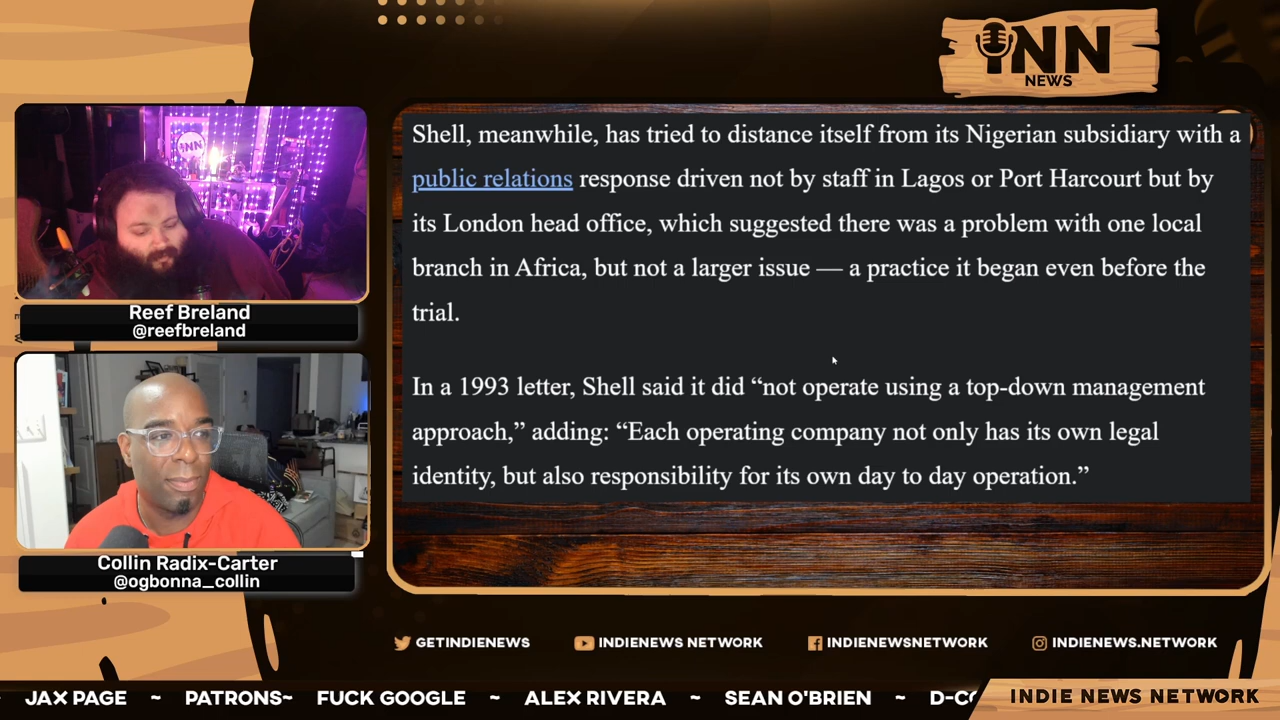 INN
NEWS
INN
Reef Breland
@reefbreland
Collin Radix-Carter
@ogbonna_collin
Shell, meanwhile, has tried to distance itself from its Nigerian subsidiary with a
public relations response driven not by staff in Lagos or Port Harcourt but by
its London head office, which suggested there was a problem with one local
branch in Africa, but not a larger issue — a practice it began even before the
trial.
In a 1993 letter, Shell said it did “not operate using a top-down management
approach,” adding: “Each operating company not only has its own legal
identity, but also responsibility for its own day to day operation.”
GETINDIENEWS
INDIENEWS NETWORK
INDIENEWSNETWORK
INDIENEWS.NETWORK
JAX PAGE ~ PATRONS~ FUCK GOOGLE ~ ALEX RIVERA ~ SEAN O'BRIEN ~
INDIE NEWS NETWORK